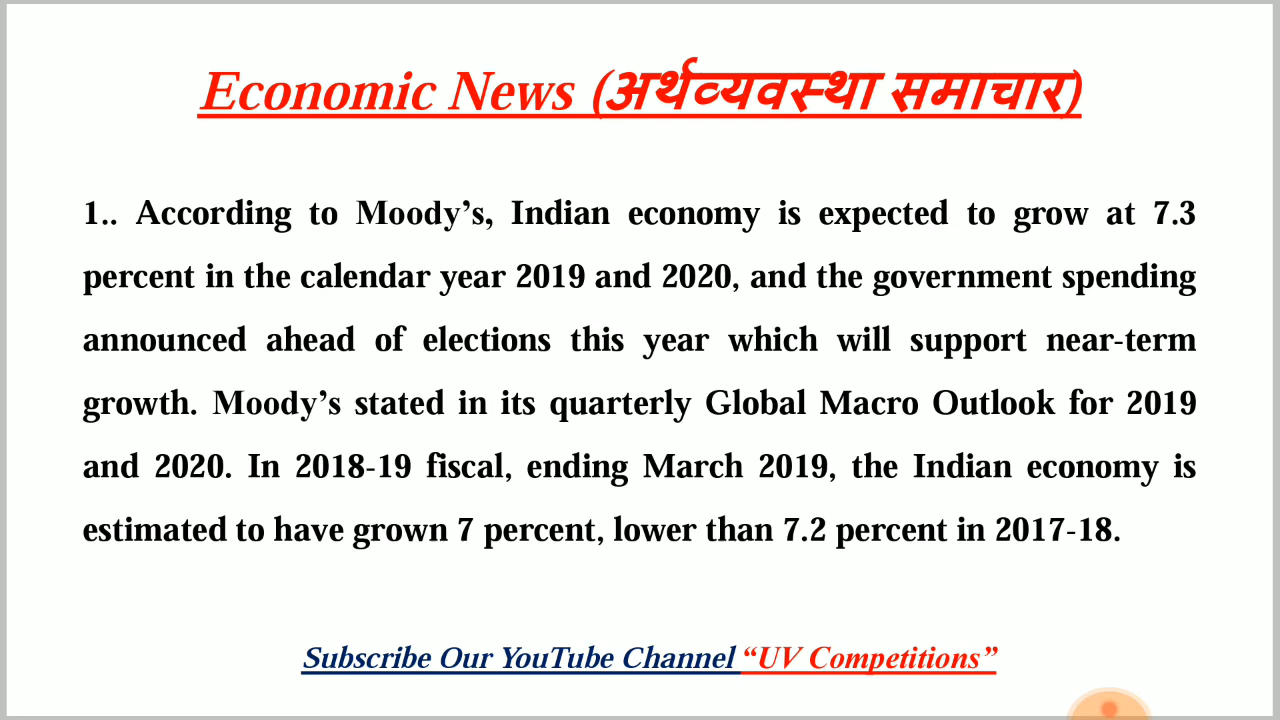 Economic News (अर्थव्यवस्था समाचार)
1.. According to Moody’s, Indian economy is expected to grow at 7.3
percent in the calendar year 2019 and 2020, and the government spending
announced ahead of elections this year which will support near-term
growth. Moody’s stated in its quarterly Global Macro Outlook for 2019
and 2020. In 2018-19 fiscal, ending March 2019, the Indian economy is
estimated to have grown 7 percent, lower than 7.2 percent in 2017-18.
Subscribe Our YouTube Channel “UV Competitions”